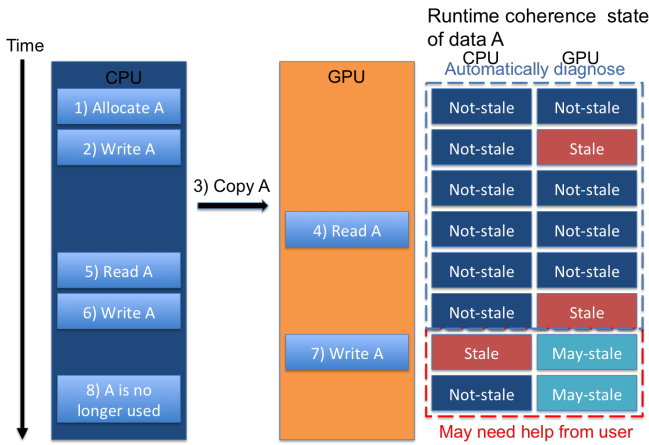 Runtime coherence state
of data A
Time
CPU
GPU
CPU
GPU
Automatically diagnose
1) Allocate A
Not-stale
Not-stale
2) Write A
Not-stale
Stale
3) Copy A
Not-stale
Not-stale
4) Read A
Not-stale
Not-stale
5) Read A
Not-stale
Not-stale
6) Write A
Not-stale
Stale
7) Write A
Stale
May-stale
8) A is no
longer used
Not-stale
May-stale
May need help from user